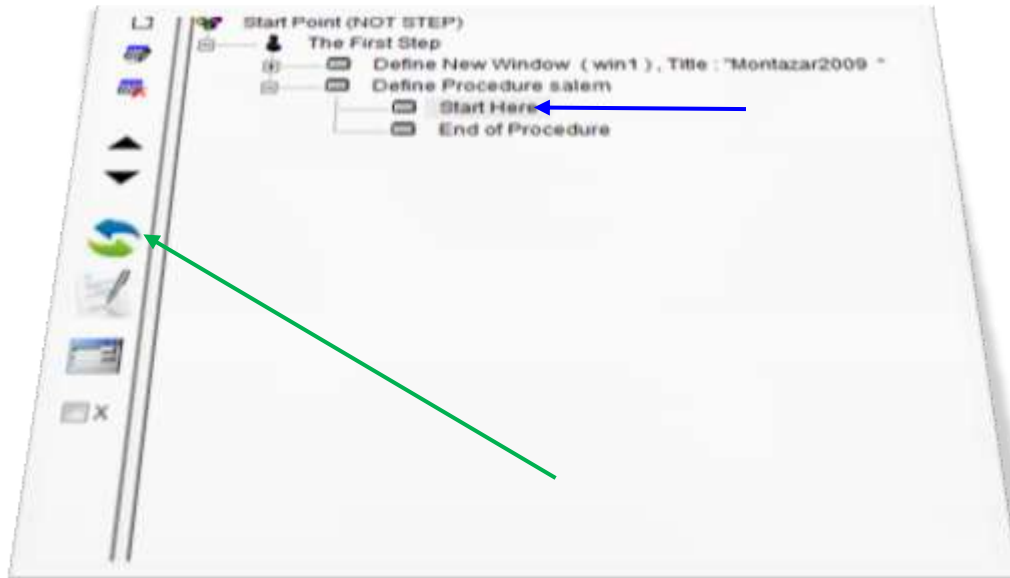 Start Point (NOT STEP)
The First Step
Define New Window ( win1 ) , Title : "Montazar2009 "
Define Procedure salem
Start Here
End of Procedure
X